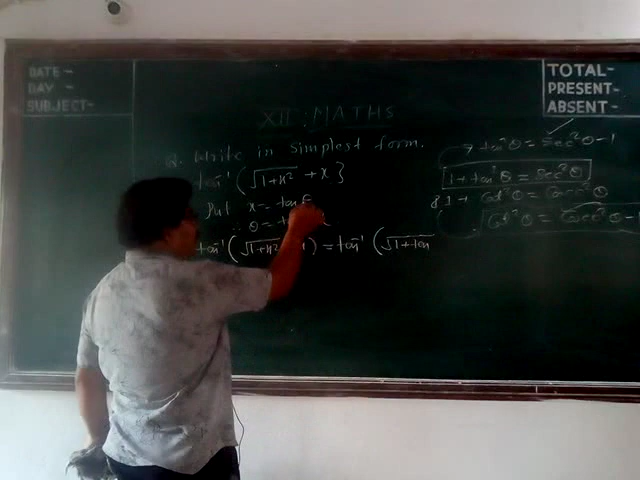 DATE-
DAY -
SUBJECT-
TOTAL-
PRESENT-
ABSENT-
XII : MATHS
Q. Write in simplest form.
tan⁻¹ (√1+x² + x}
Put x = tan θ
∴ θ = t
tan⁻¹ (√1+x² ) = tan⁻¹ (√1+tan
→ tan²θ = Sec²θ-1
1 + tan²θ = Sec²θ
& 1 + Cot²θ = Cosec²θ
Cot²θ = Cosec²θ-1